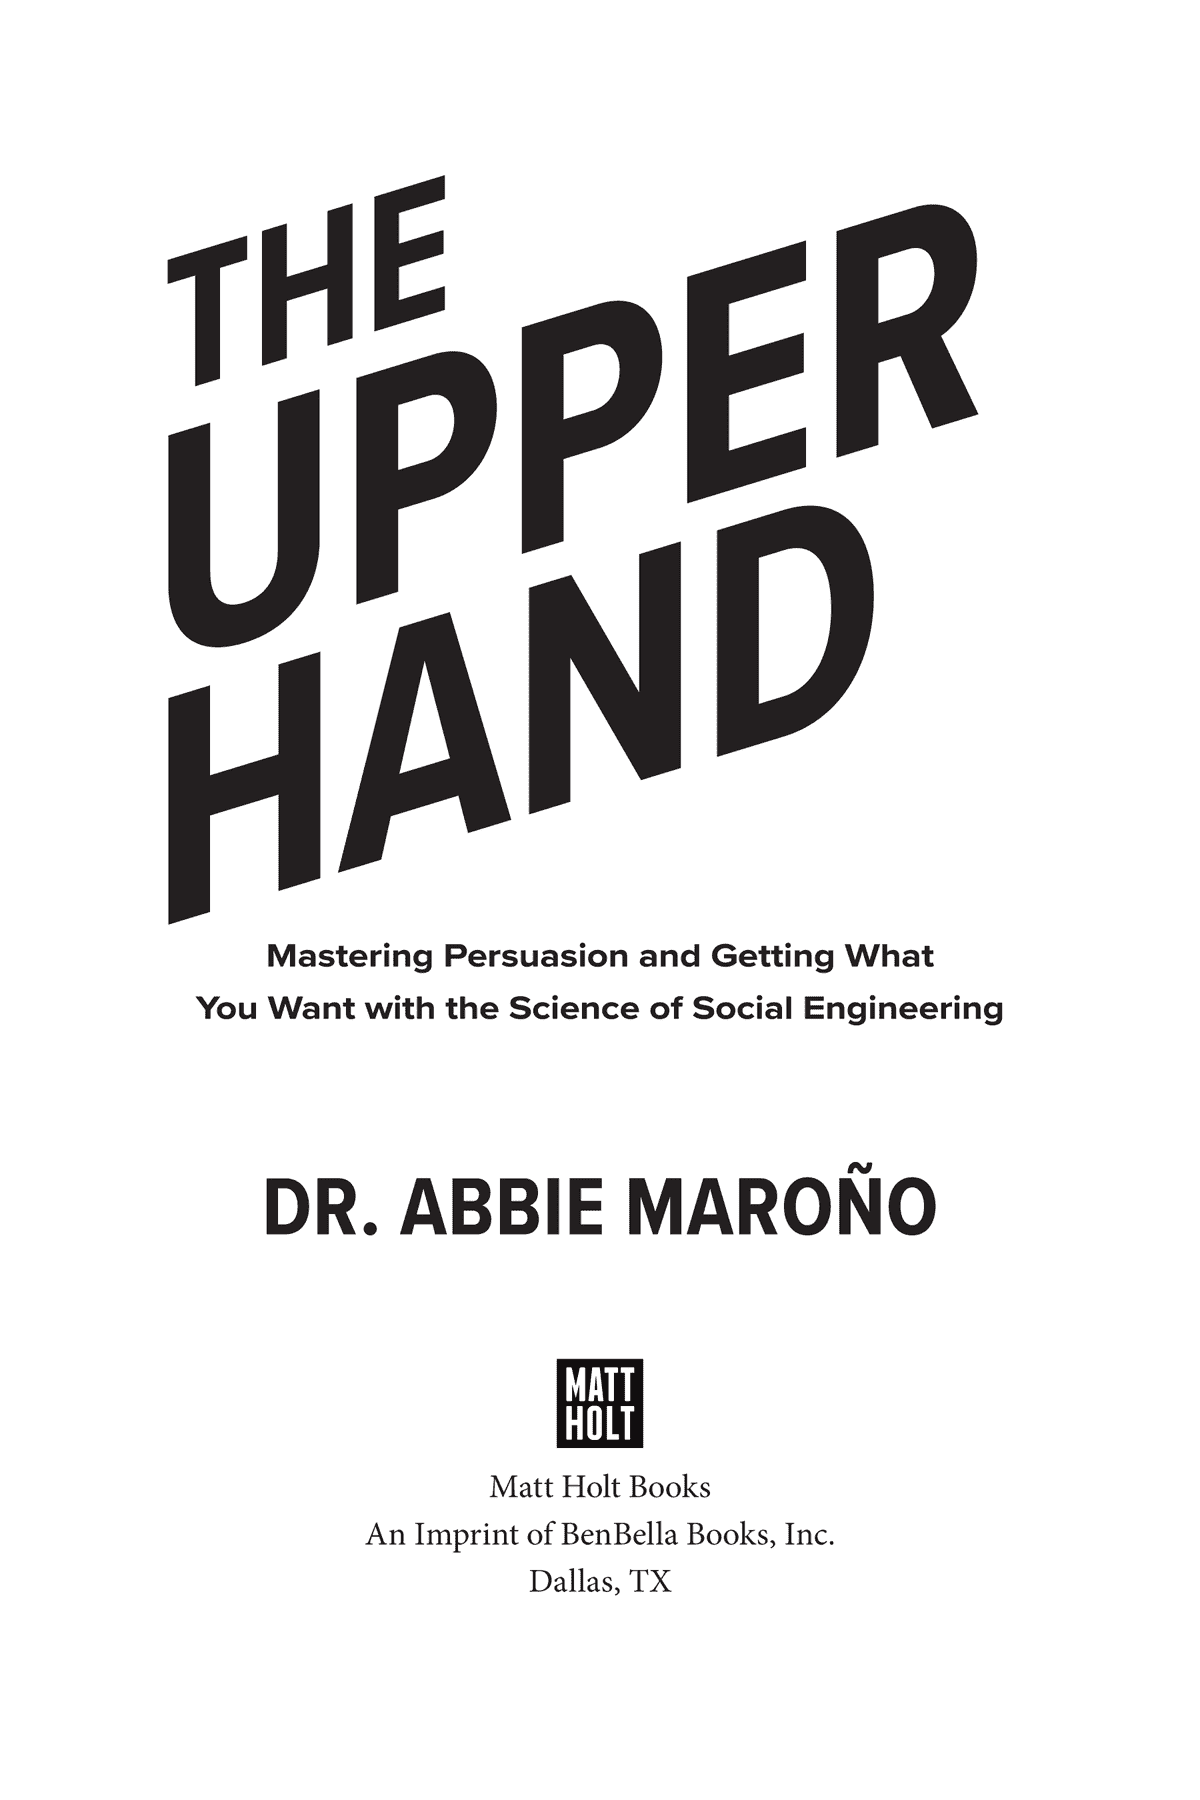 THE
UPPER
HAND
Mastering Persuasion and Getting What
You Want with the Science of Social Engineering
DR. ABBIE MAROÑO
MATT
HOLT
Matt Holt Books
An Imprint of BenBella Books, Inc.
Dallas, TX